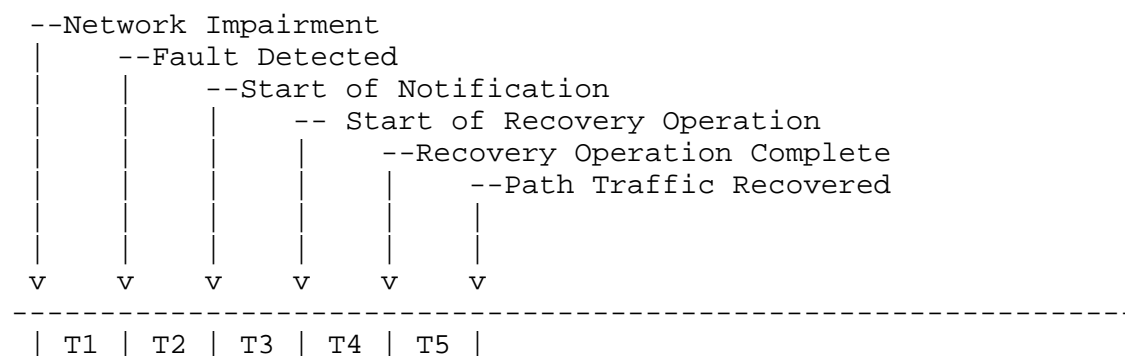 --Network Impairment
|    --Fault Detected
|    |    --Start of Notification
|    |    |    -- Start of Recovery Operation
|    |    |    |    --Recovery Operation Complete
|    |    |    |    |    --Path Traffic Recovered
|    |    |    |    |    |
|    |    |    |    |    |
v    v    v    v    v    v
----------------------------------------------------------------
| T1 | T2 | T3 | T4 | T5 |